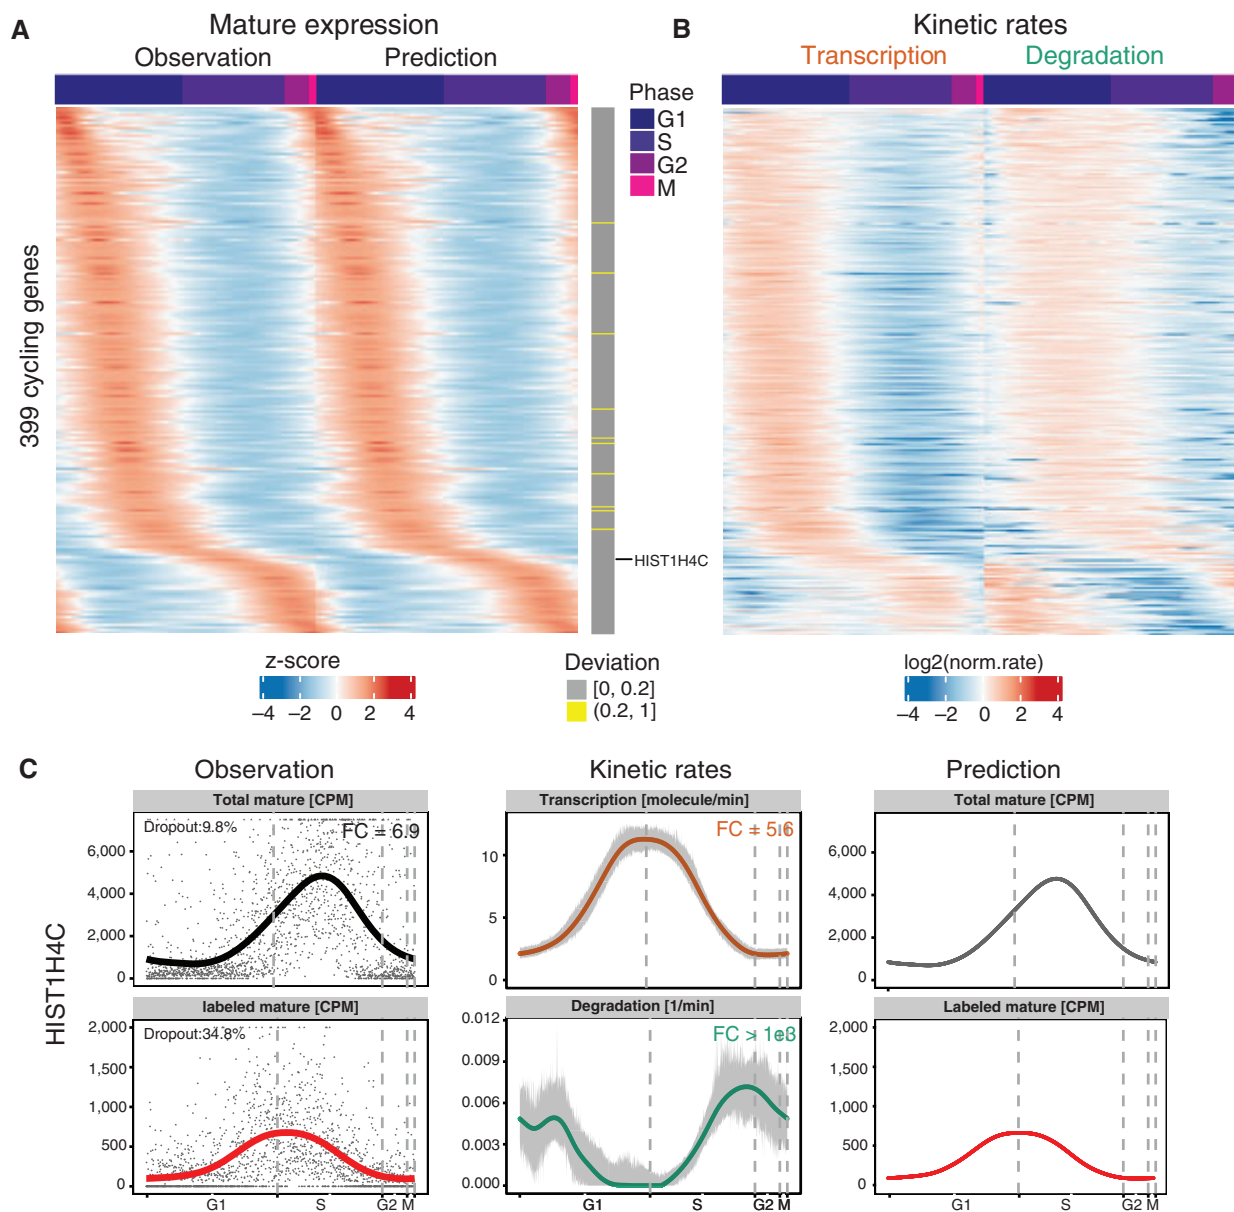 A
Mature expression
Observation
Prediction
399 cycling genes
Phase
G1
S
G2
M
HIST1H4C
z-score
−4 −2 0 2 4
Deviation
[0, 0.2]
(0.2, 1]
B
Kinetic rates
Transcription
Degradation
log2(norm.rate)
−4 −2 0 2 4
C
Observation
Kinetic rates
Prediction
HIST1H4C
Total mature [CPM]
Dropout:9.8%
FC = 6.9
6,000
4,000
2,000
0
Transcription [molecule/min]
FC = 5.6
10
5
0
Total mature [CPM]
6,000
4,000
2,000
0
labeled mature [CPM]
Dropout:34.8%
2,000
1,500
1,000
500
0
G1 S G2 M
Degradation [1/min]
FC > 1e3
0.012
0.009
0.006
0.003
0.000
G1 S G2 M
Labeled mature [CPM]
2,000
1,500
1,000
500
0
G1 S G2 M